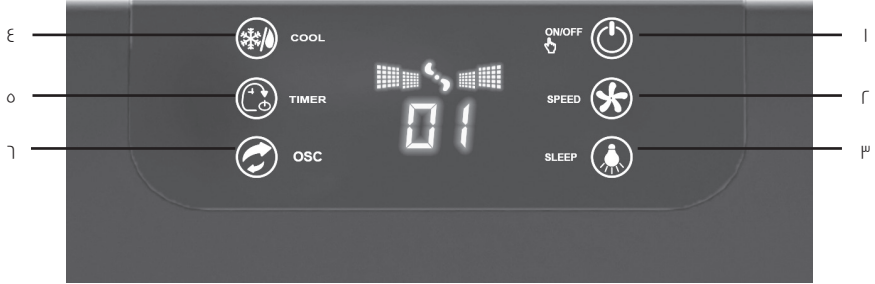 ٤ COOL ON/OFF ١
٥ TIMER SPEED ٢
01
٦ OSC SLEEP ٣